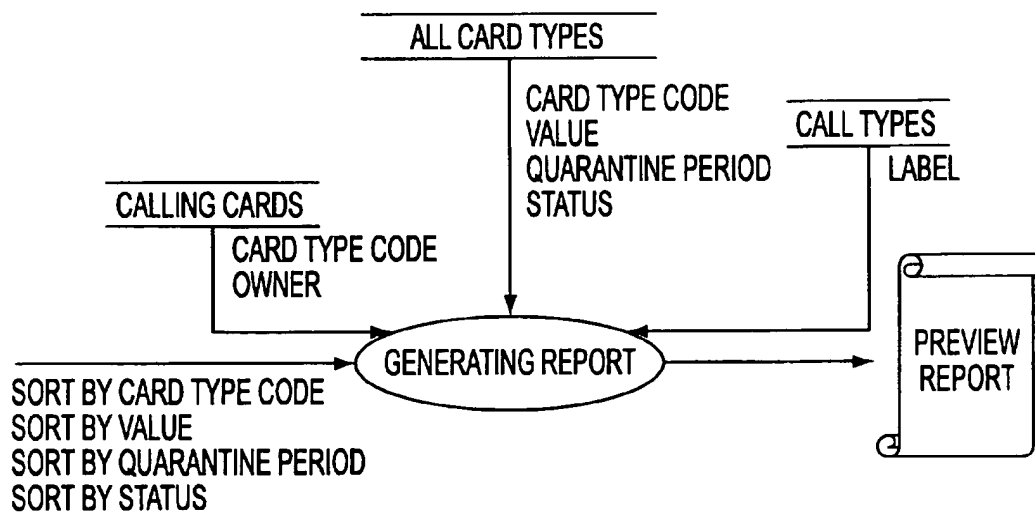 ALL CARD TYPES
CARD TYPE CODE
VALUE
QUARANTINE PERIOD
STATUS
CALL TYPES
LABEL
CALLING CARDS
CARD TYPE CODE
OWNER
GENERATING REPORT
PREVIEW
REPORT
SORT BY CARD TYPE CODE
SORT BY VALUE
SORT BY QUARANTINE PERIOD
SORT BY STATUS